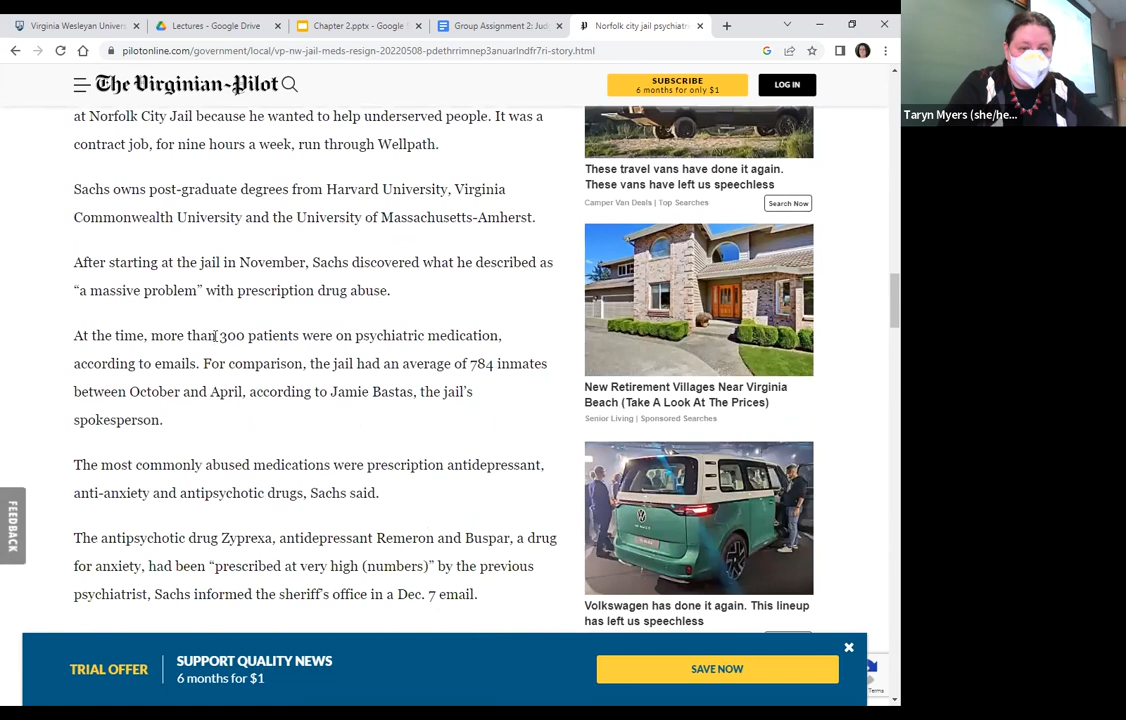 Virginia Wesleyan Univers
Lectures - Google Drive
Chapter 2.pptx - Google S
Group Assignment 2: Jud
Norfolk city jail psychiatri
pilotonline.com/government/local/vp-nw-jail-meds-resign-20220508-pdethrrimnep3anuarlndfr7ri-story.html
The Virginian-Pilot
SUBSCRIBE
6 months for only $1
LOG IN
at Norfolk City Jail because he wanted to help underserved people. It was a
contract job, for nine hours a week, run through Wellpath.
Sachs owns post-graduate degrees from Harvard University, Virginia
Commonwealth University and the University of Massachusetts-Amherst.
After starting at the jail in November, Sachs discovered what he described as
“a massive problem” with prescription drug abuse.
At the time, more than 300 patients were on psychiatric medication,
according to emails. For comparison, the jail had an average of 784 inmates
between October and April, according to Jamie Bastas, the jail’s
spokesperson.
The most commonly abused medications were prescription antidepressant,
anti-anxiety and antipsychotic drugs, Sachs said.
The antipsychotic drug Zyprexa, antidepressant Remeron and Buspar, a drug
for anxiety, had been “prescribed at very high (numbers)” by the previous
psychiatrist, Sachs informed the sheriff’s office in a Dec. 7 email.
These travel vans have done it again.
These vans have left us speechless
Camper Van Deals | Top Searches
Search Now
New Retirement Villages Near Virginia
Beach (Take A Look At The Prices)
Senior Living | Sponsored Searches
Volkswagen has done it again. This lineup
has left us speechless
FEEDBACK
TRIAL OFFER
SUPPORT QUALITY NEWS
6 months for $1
SAVE NOW
Terms
Taryn Myers (she/he...